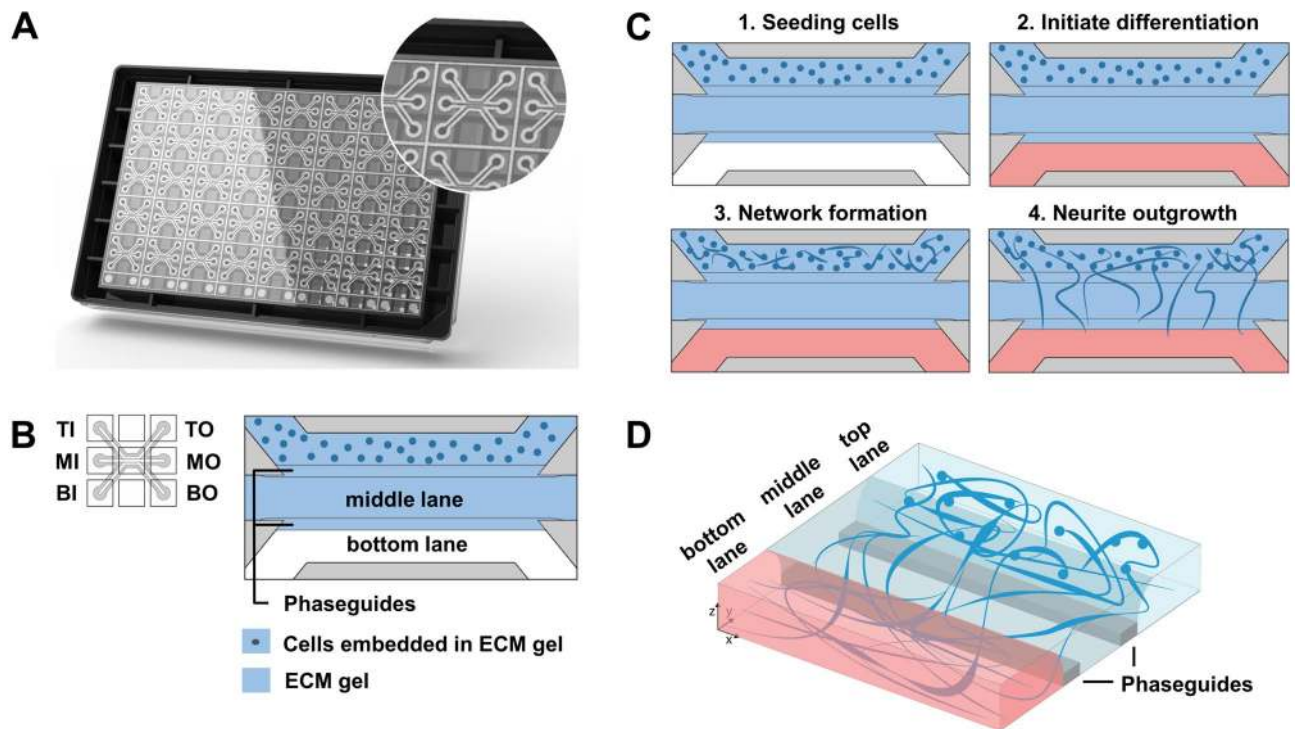 A
B
TI
TO
MI
MO
BI
BO
middle lane
bottom lane
Phaseguides
Cells embedded in ECM gel
ECM gel
C
1. Seeding cells
2. Initiate differentiation
3. Network formation
4. Neurite outgrowth
D
bottom
lane
middle
lane
top
lane
z
y
x
Phaseguides